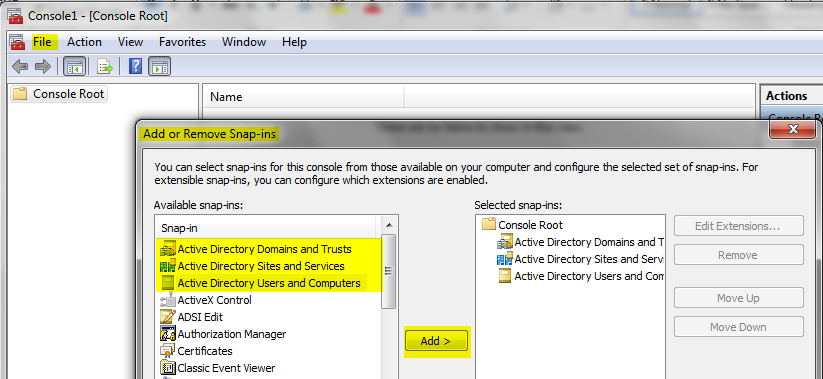 Console1 - [Console Root]
File Action View Favorites Window Help
Console Root
Name
Actions
Console R
Add or Remove Snap-ins
You can select snap-ins for this console from those available on your computer and configure the selected set of snap-ins. For
extensible snap-ins, you can configure which extensions are enabled.
Available snap-ins:
Snap-in
Active Directory Domains and Trusts
Active Directory Sites and Services
Active Directory Users and Computers
ActiveX Control
ADSI Edit
Authorization Manager
Certificates
Classic Event Viewer
Add >
Selected snap-ins:
Console Root
Active Directory Domains and T
Active Directory Sites and Serv
Active Directory Users and Com
Edit Extensions...
Remove
Move Up
Move Down